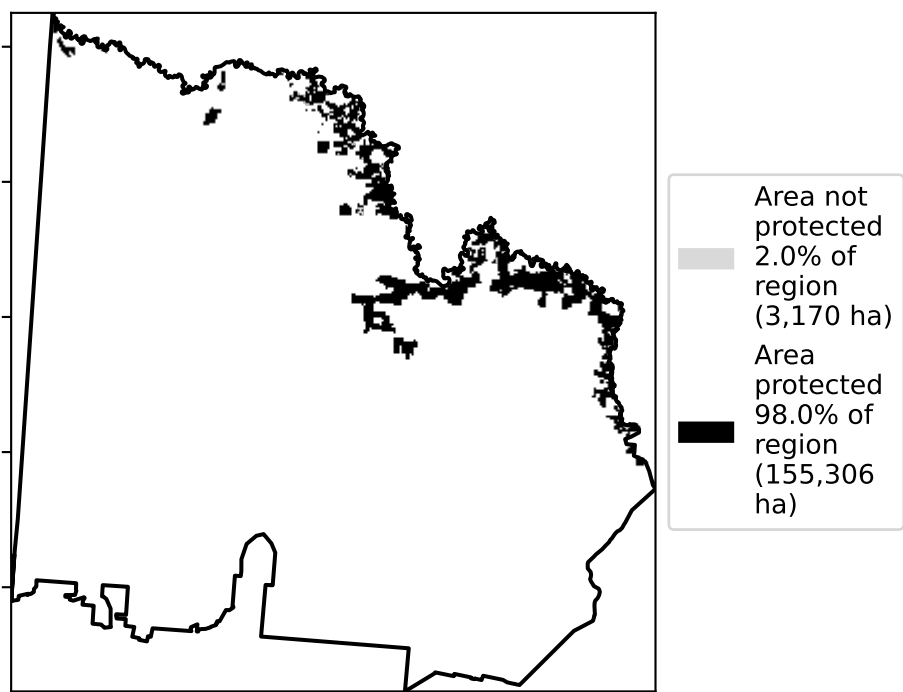 Area not
protected
2.0% of
region
(3,170 ha)
Area
protected
98.0% of
region
(155,306
ha)